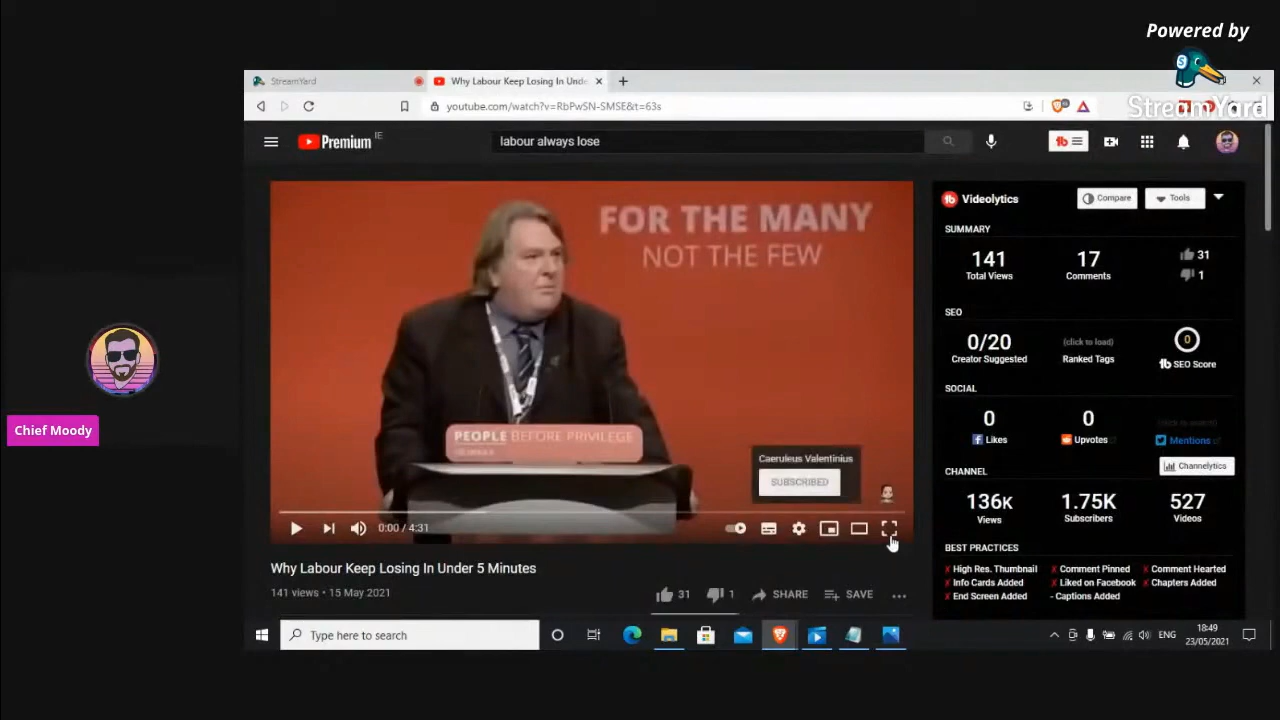 Powered by
StreamYard
StreamYard
Why Labour Keep Losing In Unde
youtube.com/watch?v=RbPwSN-SMSE&t=63s
Premium IE
labour always lose
FOR THE MANY
NOT THE FEW
PEOPLE BEFORE PRIVILEGE
Caeruleus Valentinius
SUBSCRIBED
0:00 / 4:31
Why Labour Keep Losing In Under 5 Minutes
141 views • 15 May 2021
31
1
SHARE
SAVE
Chief Moody
tb Videolytics
Compare
Tools
SUMMARY
141
17
31
Total Views
Comments
1
SEO
0/20
(click to load)
0
Creator Suggested
Ranked Tags
tb SEO Score
SOCIAL
0
0
Likes
Upvotes
Mentions
CHANNEL
Channelytics
136K
1.75K
527
Views
Subscribers
Videos
BEST PRACTICES
x High Res. Thumbnail
x Comment Pinned
x Comment Hearted
x Info Cards Added
x Liked on Facebook
x Chapters Added
x End Screen Added
- Captions Added
Type here to search
ENG
18:49
23/05/2021